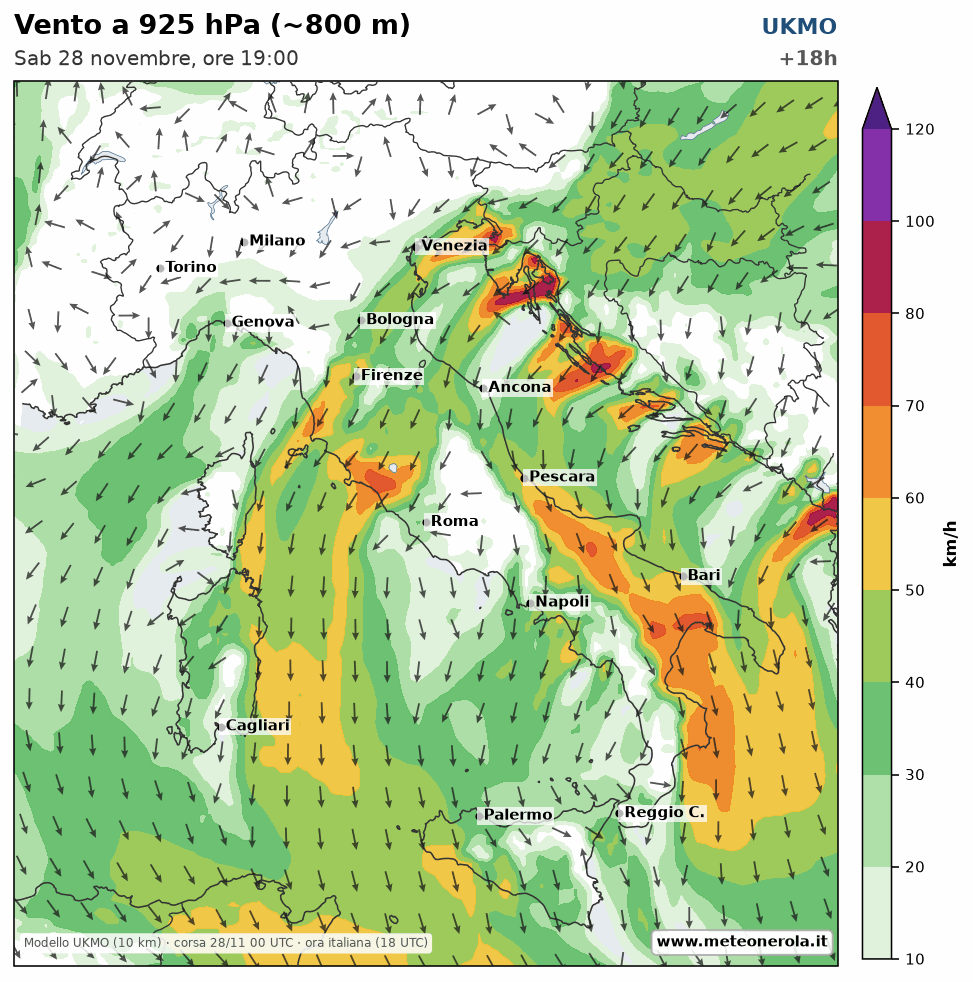 Vento a 925 hPa (~800 m)
UKMO
Sab 28 novembre, ore 19:00
+18h
120
100
80
70
60
50
40
30
20
10
km/h
Milano
Venezia
Torino
Genova
Bologna
Firenze
Ancona
Pescara
Roma
Bari
Napoli
Cagliari
Palermo
Reggio C.
Modello UKMO (10 km) · corsa 28/11 00 UTC · ora italiana (18 UTC)
www.meteonerola.it